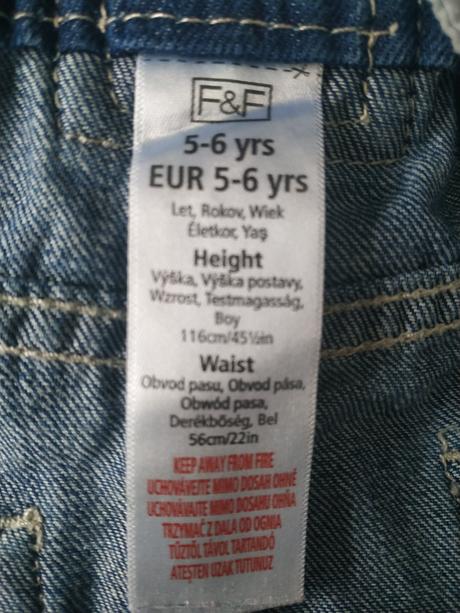 F&F
5-6 yrs
EUR 5-6 yrs
Let, Rokov, Wiek
Életkor, Yaş
Height
Výška, Výška postavy,
Wzrost, Testmagasság,
Boy
116cm/45½in
Waist
Obvod pasu, Obvod pása,
Obwód pasa,
Derékbőség, Bel
56cm/22in
KEEP AWAY FROM FIRE
UCHOVÁVEJTE MIMO DOSAH OHNĚ
UCHOVÁVAJTE MIMO DOSAHU OHŇA
TRZYMAĆ Z DALA OD OGNIA
TŰZTŐL TÁVOL TARTANDÓ
ATEŞTEN UZAK TUTUNUZ